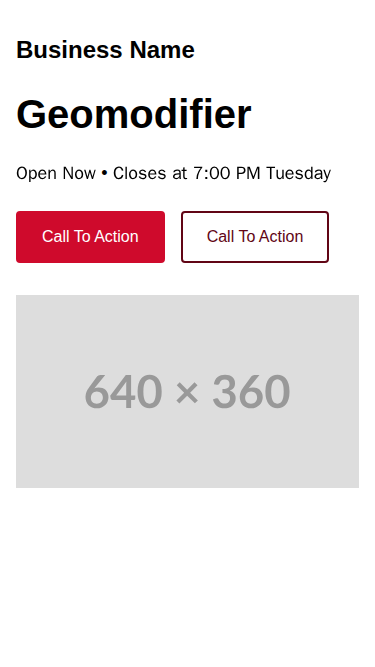 Business Name
Geomodifier
Open Now • Closes at 7:00 PM Tuesday
Call To Action Call To Action
640 × 360